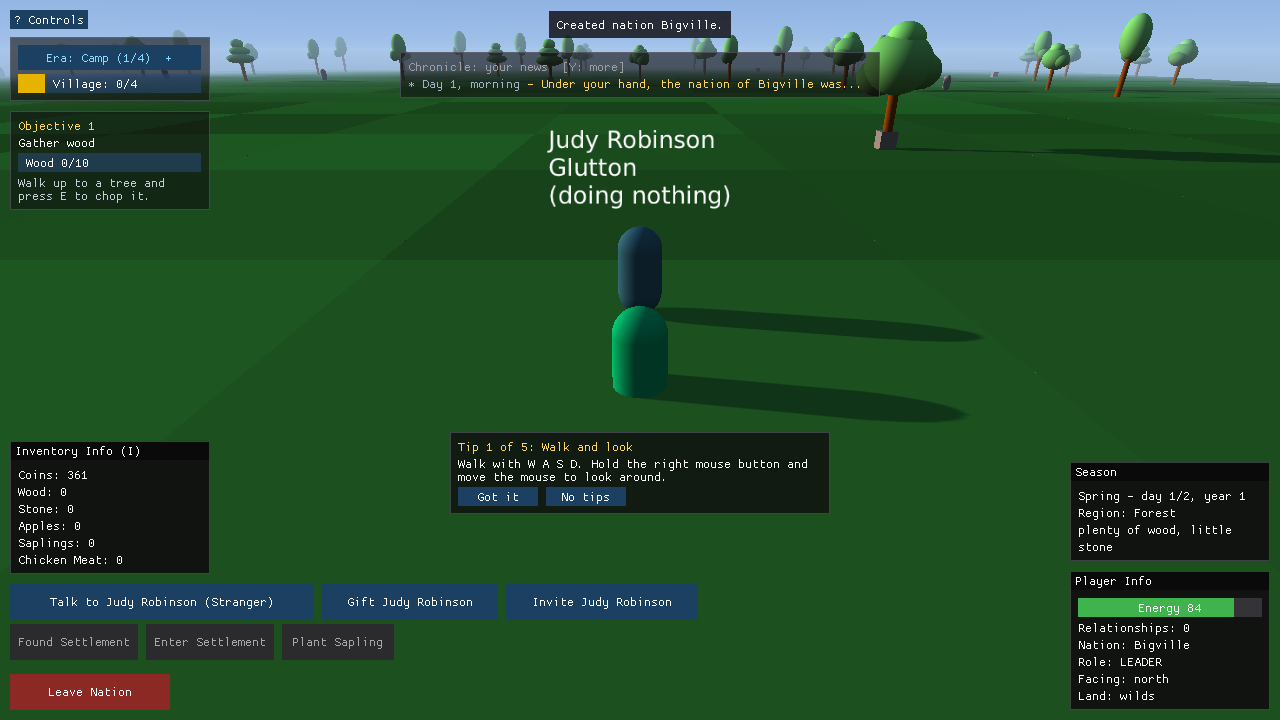 ? Controls
Created nation Bigville.
Era: Camp (1/4)  +
Village: 0/4
Chronicle: your news  [Y: more]
* Day 1, morning - Under your hand, the nation of Bigville was...
Objective 1
Gather wood
Wood 0/10
Walk up to a tree and
press E to chop it.
Judy Robinson
Glutton
(doing nothing)
Tip 1 of 5: Walk and look
Walk with W A S D. Hold the right mouse button and
move the mouse to look around.
Got it
No tips
Inventory Info (I)
Coins: 361
Wood: 0
Stone: 0
Apples: 0
Saplings: 0
Chicken Meat: 0
Season
Spring - day 1/2, year 1
Region: Forest
plenty of wood, little
stone
Player Info
Energy 84
Relationships: 0
Nation: Bigville
Role: LEADER
Facing: north
Land: wilds
Talk to Judy Robinson (Stranger)
Gift Judy Robinson
Invite Judy Robinson
Found Settlement
Enter Settlement
Plant Sapling
Leave Nation